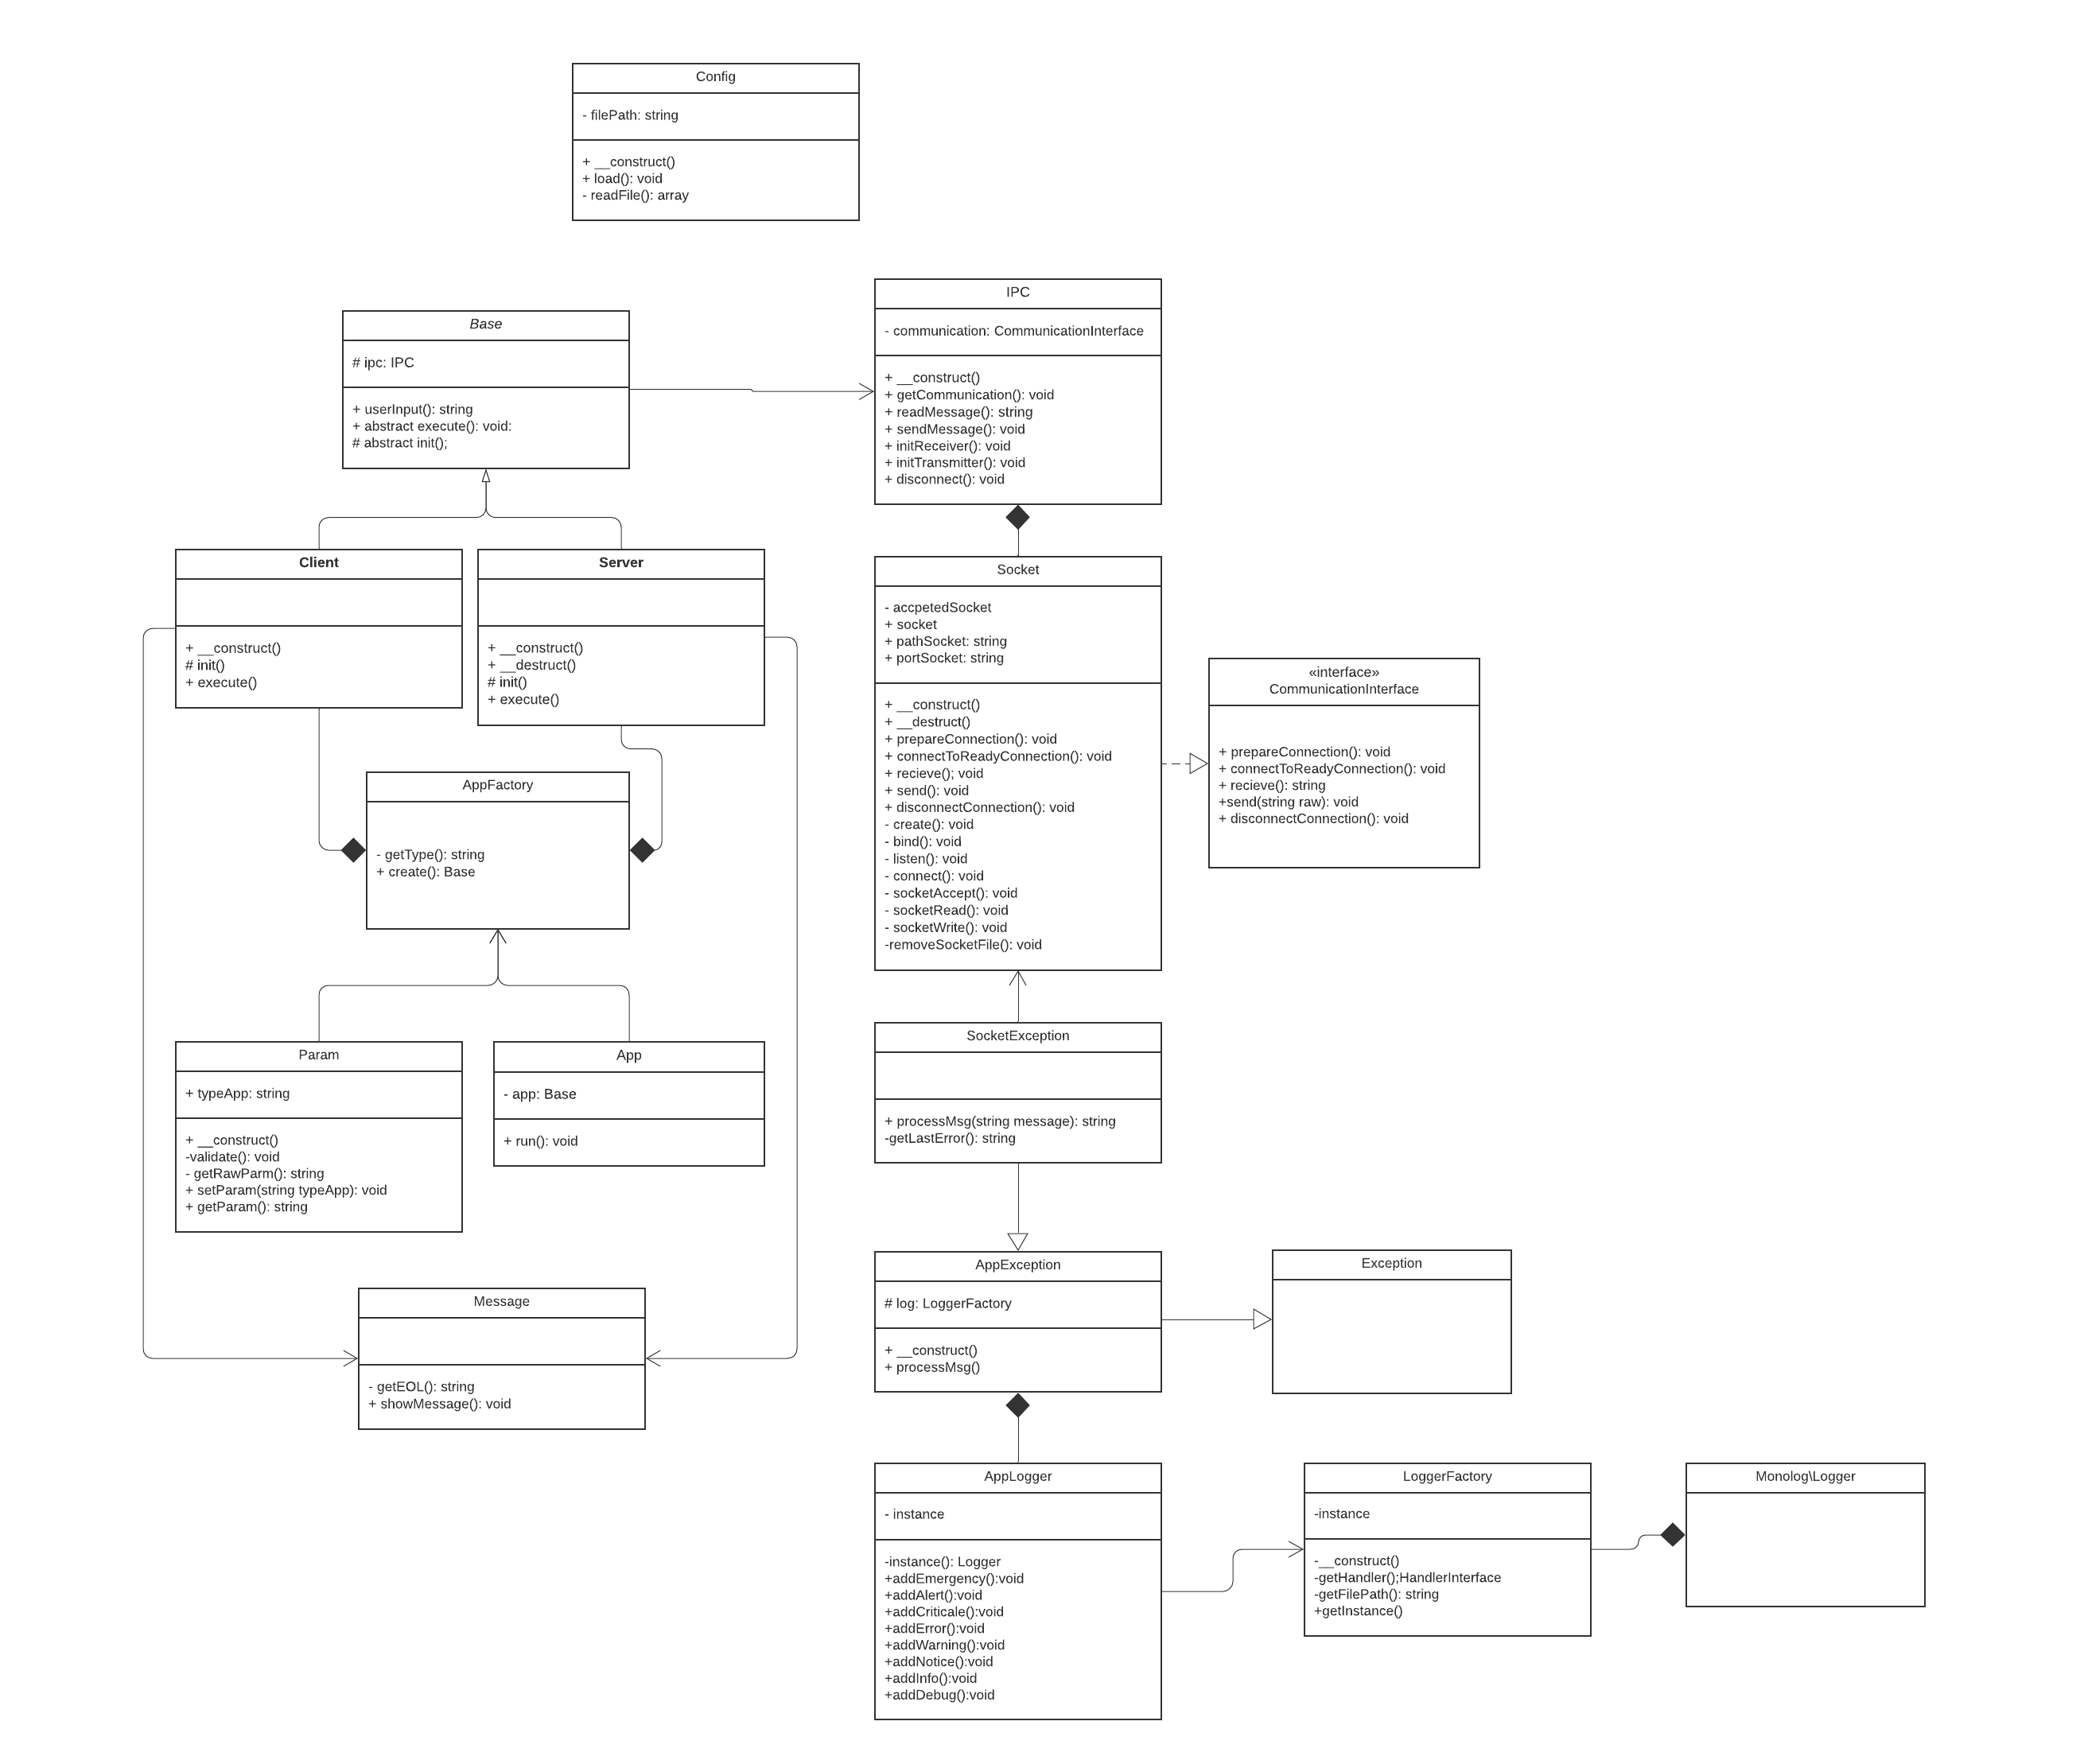 Config
- filePath: string
+ __construct()
+ load(): void
- readFile(): array
IPC
- communication: CommunicationInterface
+ __construct()
+ getCommunication(): void
+ readMessage(): string
+ sendMessage(): void
+ initReceiver(): void
+ initTransmitter(): void
+ disconnect(): void
Base
# ipc: IPC
+ userInput(): string
+ abstract execute(): void:
# abstract init();
Client
+ __construct()
# init()
+ execute()
Server
+ __construct()
+ __destruct()
# init()
+ execute()
Socket
- accpetedSocket
+ socket
+ pathSocket: string
+ portSocket: string
+ __construct()
+ __destruct()
+ prepareConnection(): void
+ connectToReadyConnection(): void
+ recieve(); void
+ send(): void
+ disconnectConnection(): void
- create(): void
- bind(): void
- listen(): void
- connect(): void
- socketAccept(): void
- socketRead(): void
- socketWrite(): void
-removeSocketFile(): void
«interface»
CommunicationInterface
+ prepareConnection(): void
+ connectToReadyConnection(): void
+ recieve(): string
+send(string raw): void
+ disconnectConnection(): void
AppFactory
- getType(): string
+ create(): Base
SocketException
+ processMsg(string message): string
-getLastError(): string
Param
+ typeApp: string
+ __construct()
-validate(): void
- getRawParm(): string
+ setParam(string typeApp): void
+ getParam(): string
App
- app: Base
+ run(): void
AppException
# log: LoggerFactory
+ __construct()
+ processMsg()
Exception
Message
- getEOL(): string
+ showMessage(): void
AppLogger
- instance
-instance(): Logger
+addEmergency():void
+addAlert():void
+addCriticale():void
+addError():void
+addWarning():void
+addNotice():void
+addInfo():void
+addDebug():void
LoggerFactory
-instance
-__construct()
-getHandler();HandlerInterface
-getFilePath(): string
+getInstance()
Monolog\Logger